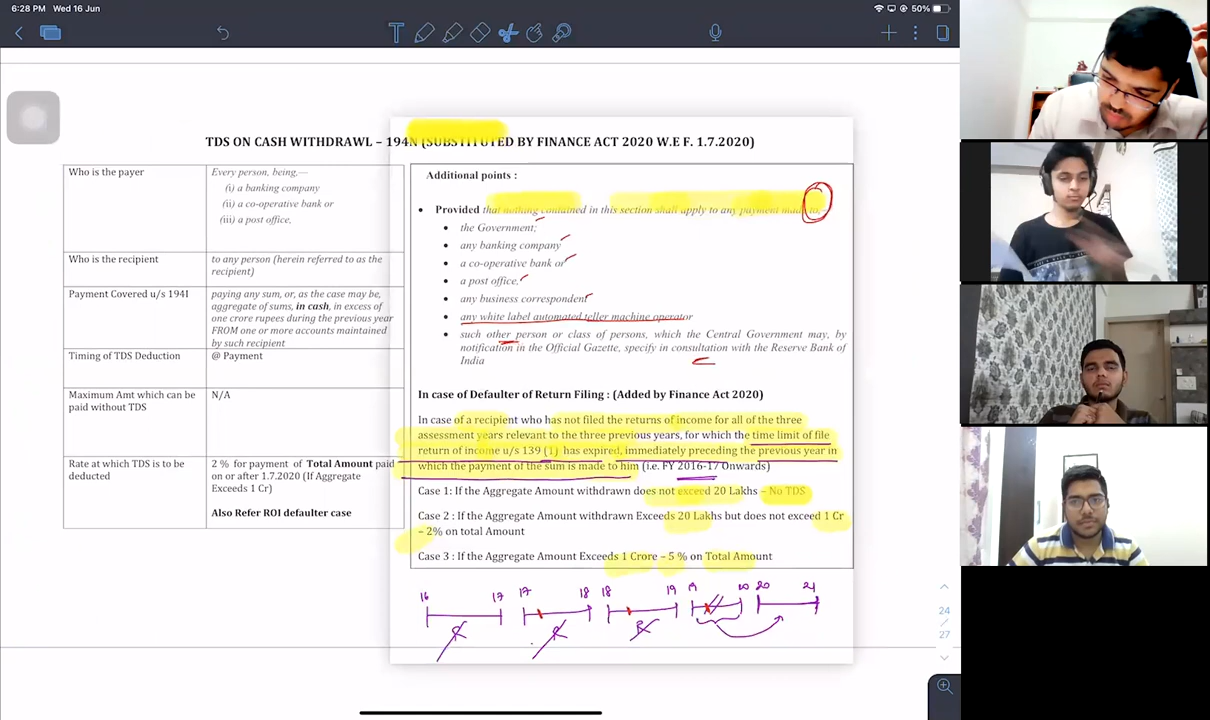 6:28 PM Wed 16 Jun
50%
TDS ON CASH WITHDRAWL – 194N (SUBSTITUTED BY FINANCE ACT 2020 W.E F. 1.7.2020)
Who is the payer
Every person, being,—
(i) a banking company
(ii) a co-operative bank or
(iii) a post office,
Who is the recipient
to any person (herein referred to as the
recipient)
Payment Covered u/s 194I
paying any sum, or, as the case may be,
aggregate of sums, in cash, in excess of
one crore rupees during the previous year
FROM one or more accounts maintained
by such recipient
Timing of TDS Deduction
@ Payment
Maximum Amt which can be
paid without TDS
N/A
Rate at which TDS is to be
deducted
2 % for payment of Total Amount paid
on or after 1.7.2020 (If Aggregate
Exceeds 1 Cr)
Also Refer ROI defaulter case
Additional points :
• Provided that nothing contained in this section shall apply to any payment made to,
• the Government;
• any banking company
• a co-operative bank or
• a post office,
• any business correspondent
• any white label automated teller machine operator
• such other person or class of persons, which the Central Government may, by
notification in the Official Gazette, specify in consultation with the Reserve Bank of
India
In case of Defaulter of Return Filing : (Added by Finance Act 2020)
In case of a recipient who has not filed the returns of income for all of the three
assessment years relevant to the three previous years, for which the time limit of file
return of income u/s 139 (1) has expired, immediately preceding the previous year in
which the payment of the sum is made to him (i.e. FY 2016-17 Onwards)
Case 1: If the Aggregate Amount withdrawn does not exceed 20 Lakhs – No TDS
Case 2 : If the Aggregate Amount withdrawn Exceeds 20 Lakhs but does not exceed 1 Cr
– 2% on total Amount
Case 3 : If the Aggregate Amount Exceeds 1 Crore – 5 % on Total Amount
16 17 17 18 18 19 19 20 20 21
R R R
24
/
27